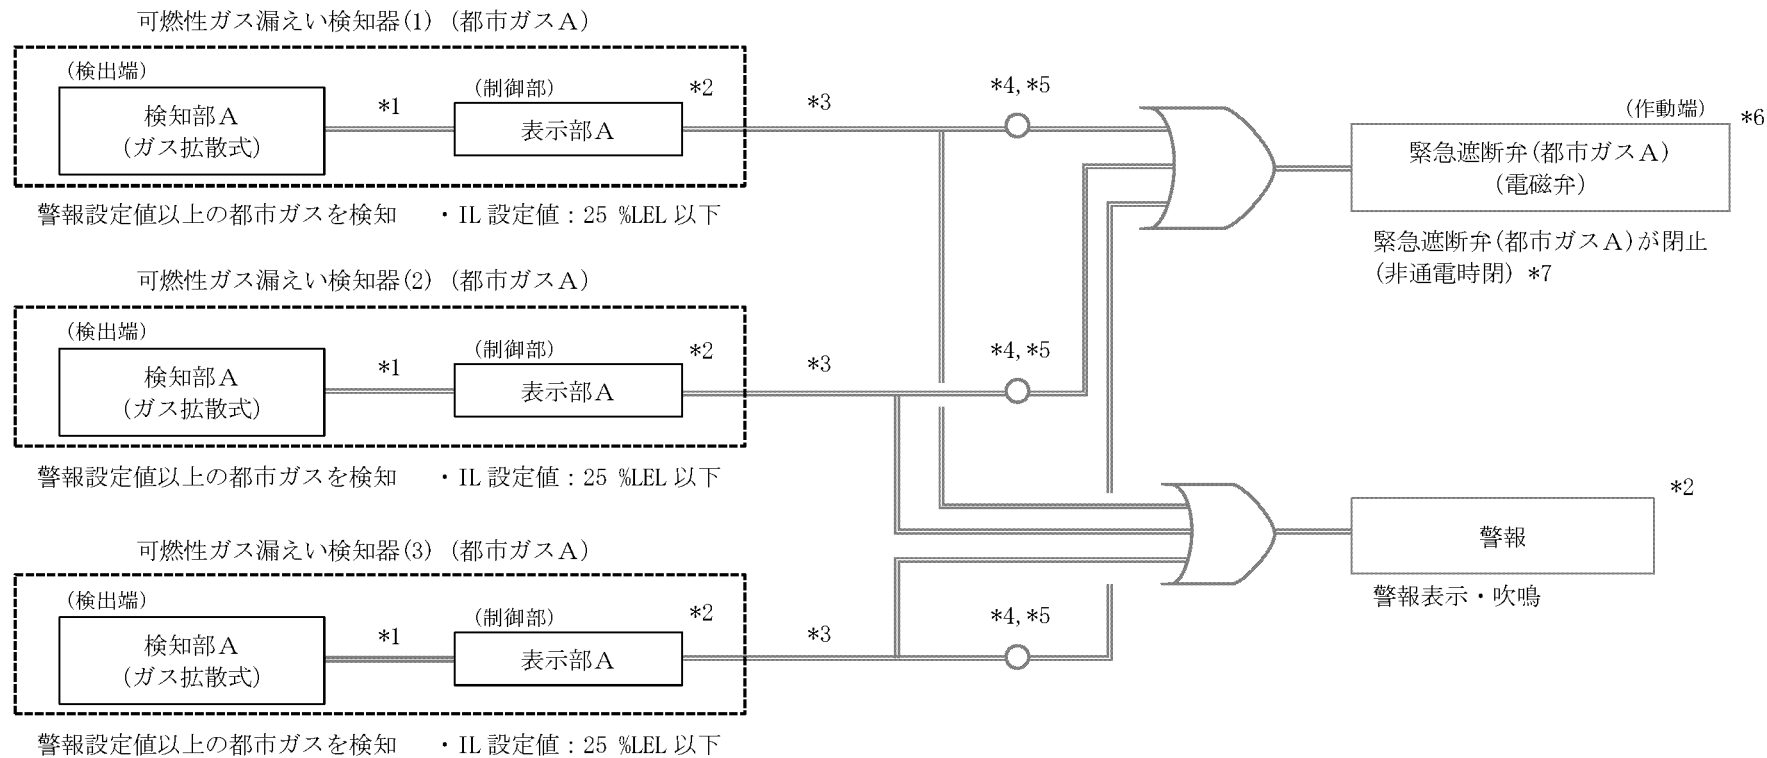 可燃性ガス漏えい検知器(1) (都市ガスA)
(検出端)
検知部A
(ガス拡散式)
*1
(制御部)
表示部A
*2
*3
*4,*5
警報設定値以上の都市ガスを検知 ・IL 設定値：25 %LEL 以下
(作動端)
*6
緊急遮断弁(都市ガスA)
(電磁弁)
緊急遮断弁(都市ガスA)が閉止
(非通電時閉) *7
可燃性ガス漏えい検知器(2) (都市ガスA)
(検出端)
検知部A
(ガス拡散式)
*1
(制御部)
表示部A
*2
*3
*4,*5
警報設定値以上の都市ガスを検知 ・IL 設定値：25 %LEL 以下
*2
警報
警報表示・吹鳴
可燃性ガス漏えい検知器(3) (都市ガスA)
(検出端)
検知部A
(ガス拡散式)
*1
(制御部)
表示部A
*2
*3
*4,*5
警報設定値以上の都市ガスを検知 ・IL 設定値：25 %LEL 以下